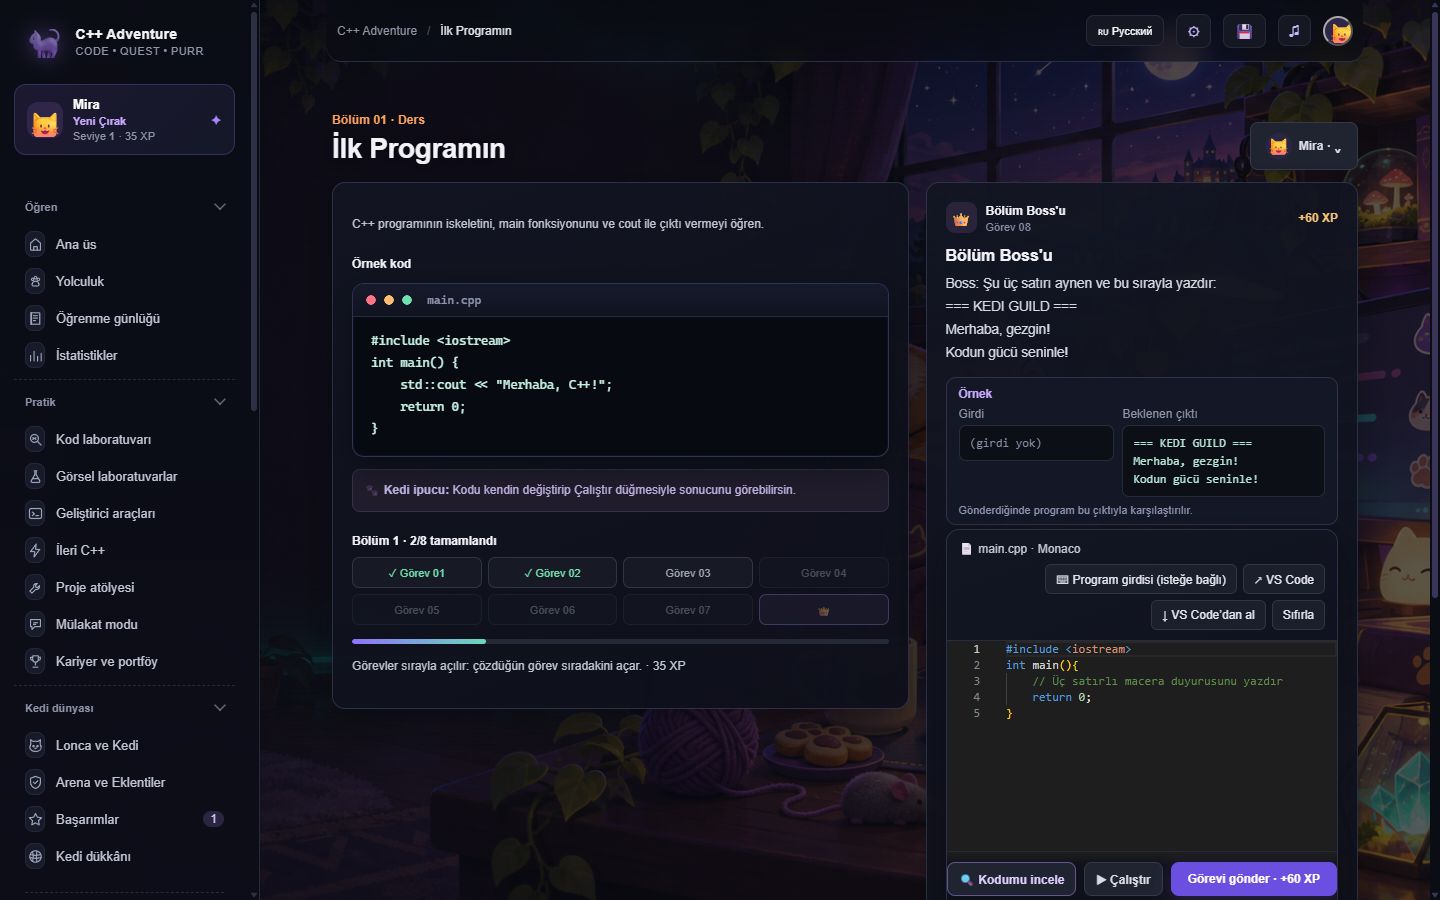 C++ Adventure
CODE • QUEST • PURR
Mira
Yeni Çırak
Seviye 1 · 35 XP
Öğren
Ana üs
Yolculuk
Öğrenme günlüğü
İstatistikler
Pratik
Kod laboratuvarı
Görsel laboratuvarlar
Geliştirici araçları
İleri C++
Proje atölyesi
Mülakat modu
Kariyer ve portföy
Kedi dünyası
Lonca ve Kedi
Arena ve Eklentiler
Başarımlar 1
Kedi dükkânı
C++ Adventure / İlk Programın
RU Русский
Bölüm 01 · Ders
İlk Programın
Mira ·
C++ programının iskeletini, main fonksiyonunu ve cout ile çıktı vermeyi öğren.
Örnek kod
main.cpp
#include <iostream>
int main() {
    std::cout << "Merhaba, C++!";
    return 0;
}
Kedi ipucu: Kodu kendin değiştirip Çalıştır düğmesiyle sonucunu görebilirsin.
Bölüm 1 · 2/8 tamamlandı
✓ Görev 01 ✓ Görev 02 Görev 03 Görev 04
Görev 05 Görev 06 Görev 07
Görevler sırayla açılır: çözdüğün görev sıradakini açar. · 35 XP
Bölüm Boss'u
Görev 08
+60 XP
Bölüm Boss'u
Boss: Şu üç satırı aynen ve bu sırayla yazdır:
=== KEDI GUILD ===
Merhaba, gezgin!
Kodun gücü seninle!
Örnek
Girdi
(girdi yok)
Beklenen çıktı
=== KEDI GUILD ===
Merhaba, gezgin!
Kodun gücü seninle!
Gönderdiğinde program bu çıktıyla karşılaştırılır.
main.cpp · Monaco
⌨ Program girdisi (isteğe bağlı) ↗ VS Code
↓ VS Code'dan al Sıfırla
1 #include <iostream>
2 int main(){
3     // Üç satırlı macera duyurusunu yazdır
4     return 0;
5 }
Kodumu incele ▶ Çalıştır Görevi gönder · +60 XP